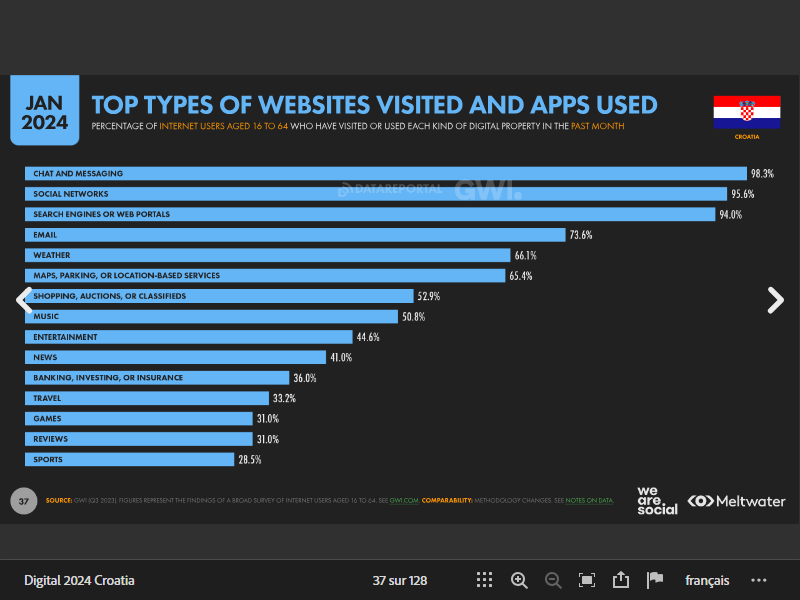 JAN
2024
TOP TYPES OF WEBSITES VISITED AND APPS USED
PERCENTAGE OF INTERNET USERS AGED 16 TO 64 WHO HAVE VISITED OR USED EACH KIND OF DIGITAL PROPERTY IN THE PAST MONTH
CROATIA
CHAT AND MESSAGING 98.3%
DATAREPORTAL GWI.
SOCIAL NETWORKS 95.6%
SEARCH ENGINES OR WEB PORTALS 94.0%
EMAIL 73.6%
WEATHER 66.1%
MAPS, PARKING, OR LOCATION-BASED SERVICES 65.4%
SHOPPING, AUCTIONS, OR CLASSIFIEDS 52.9%
MUSIC 50.8%
ENTERTAINMENT 44.6%
NEWS 41.0%
BANKING, INVESTING, OR INSURANCE 36.0%
TRAVEL 33.2%
GAMES 31.0%
REVIEWS 31.0%
SPORTS 28.5%
37
SOURCE: GWI (Q3 2023). FIGURES REPRESENT THE FINDINGS OF A BROAD SURVEY OF INTERNET USERS AGED 16 TO 64. SEE GWI.COM. COMPARABILITY: METHODOLOGY CHANGES. SEE NOTES ON DATA.
we
are.
social
Meltwater
Digital 2024 Croatia
37 sur 128
français